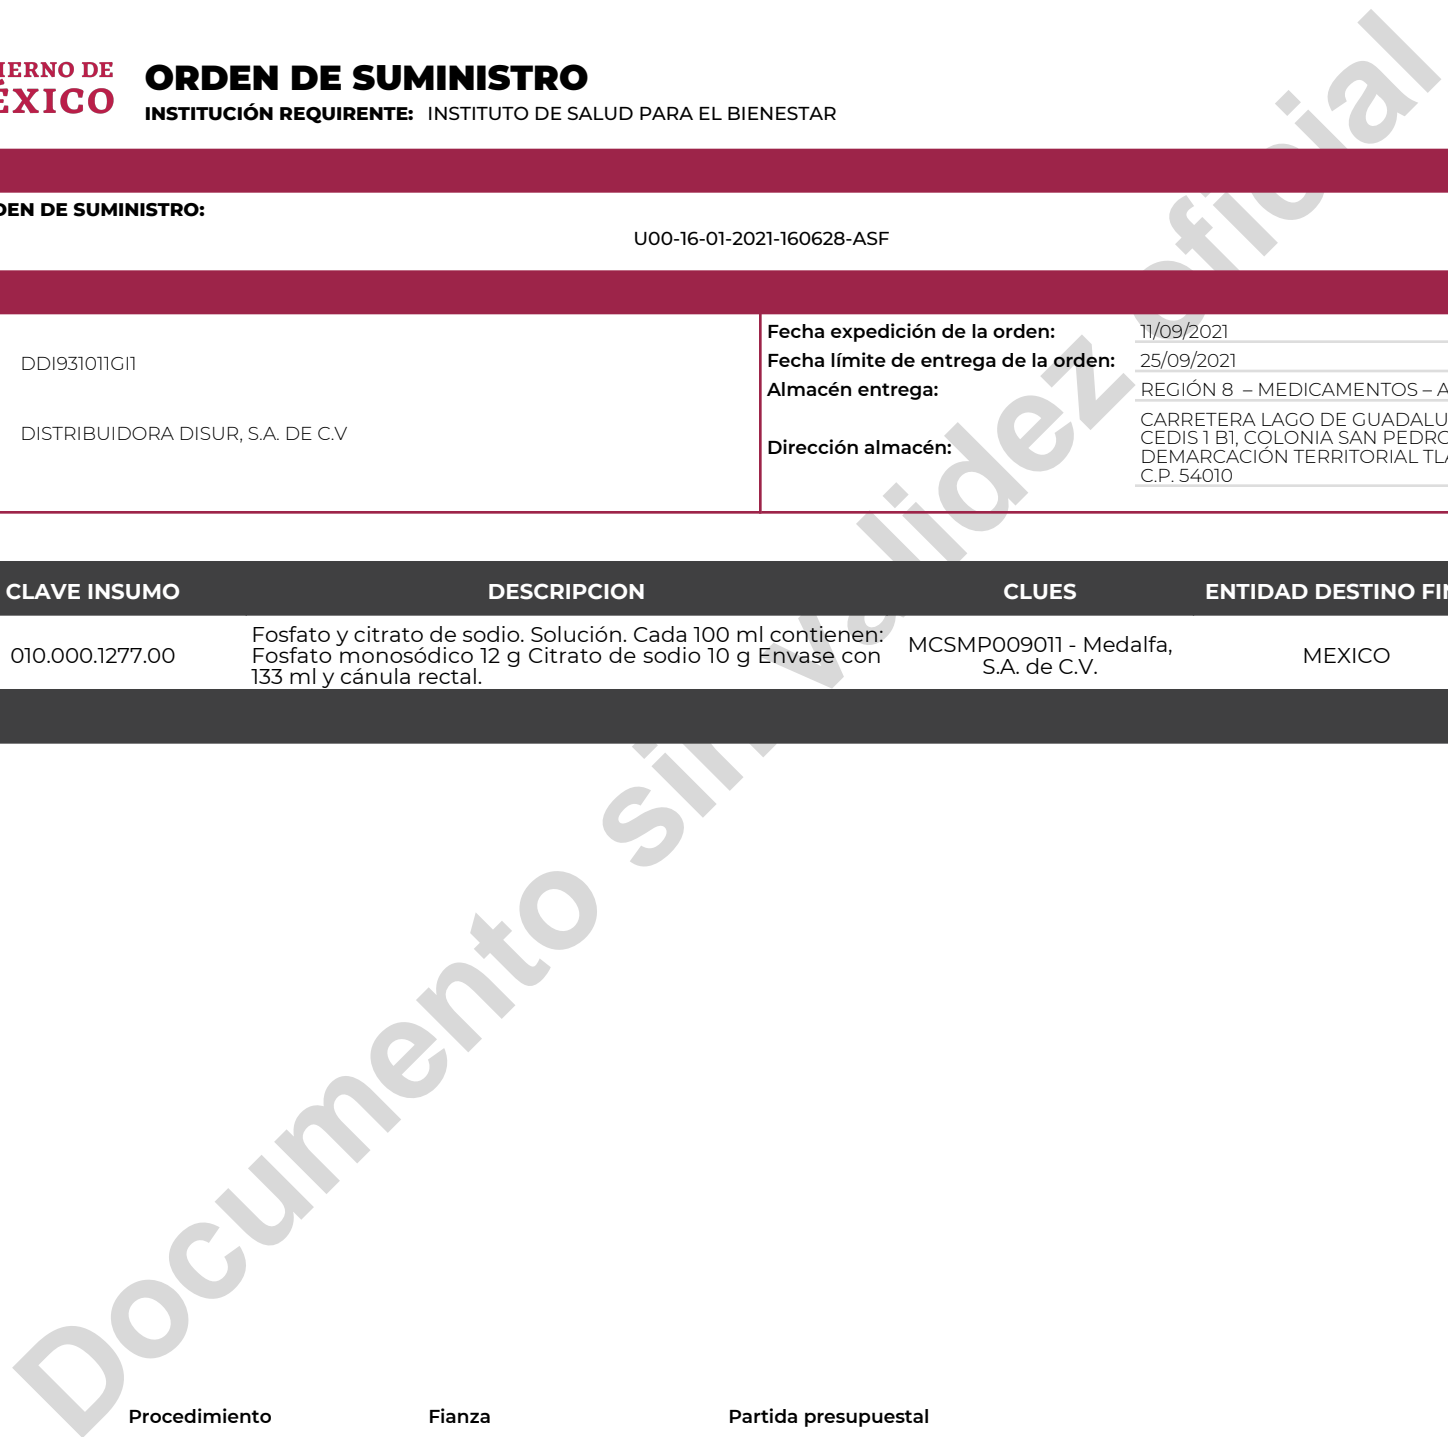 IERNO DE
ÉXICO
ORDEN DE SUMINISTRO
INSTITUCIÓN REQUIRENTE: INSTITUTO DE SALUD PARA EL BIENESTAR
DEN DE SUMINISTRO:
U00-16-01-2021-160628-ASF
DDI931011GI1
DISTRIBUIDORA DISUR, S.A. DE C.V
Fecha expedición de la orden: 11/09/2021
Fecha límite de entrega de la orden: 25/09/2021
Almacén entrega: REGIÓN 8 – MEDICAMENTOS – A
Dirección almacén:
CARRETERA LAGO DE GUADALU
CEDIS 1 B1, COLONIA SAN PEDRO
DEMARCACIÓN TERRITORIAL TLA
C.P. 54010
CLAVE INSUMO DESCRIPCION CLUES ENTIDAD DESTINO FIN
010.000.1277.00
Fosfato y citrato de sodio. Solución. Cada 100 ml contienen:
Fosfato monosódico 12 g Citrato de sodio 10 g Envase con
133 ml y cánula rectal.
MCSMP009011 - Medalfa,
S.A. de C.V.
MEXICO
Documento sin validez oficial
Procedimiento Fianza Partida presupuestal